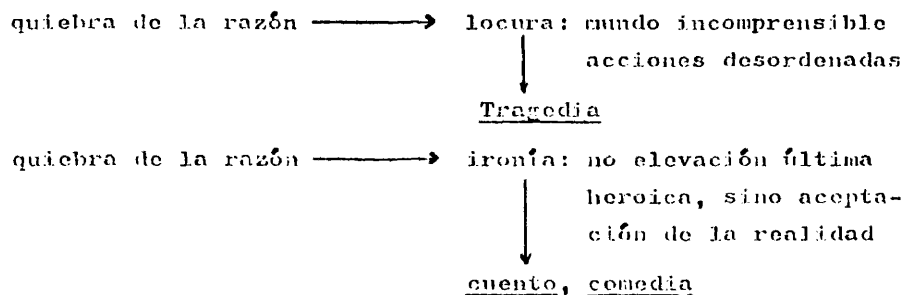 quiebra de la razón ⟶ locura: mundo incomprensible
acciones desordenadas
Tragedia
quiebra de la razón ⟶ ironía: no elevación última
heroica, sino acepta-
ción de la realidad
cuento, comedia